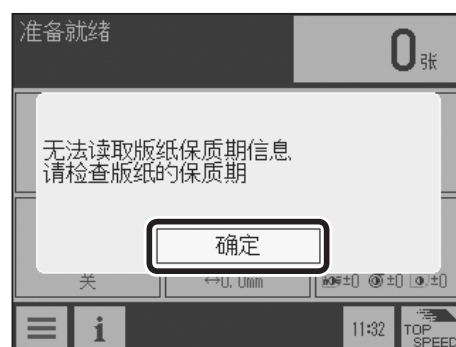 准备就绪
0张
无法读取版纸保质期信息
请检查版纸的保质期
确定
关
↔0. 0mm
±0 ±0 ±0
i
11:32
TOP
SPEED